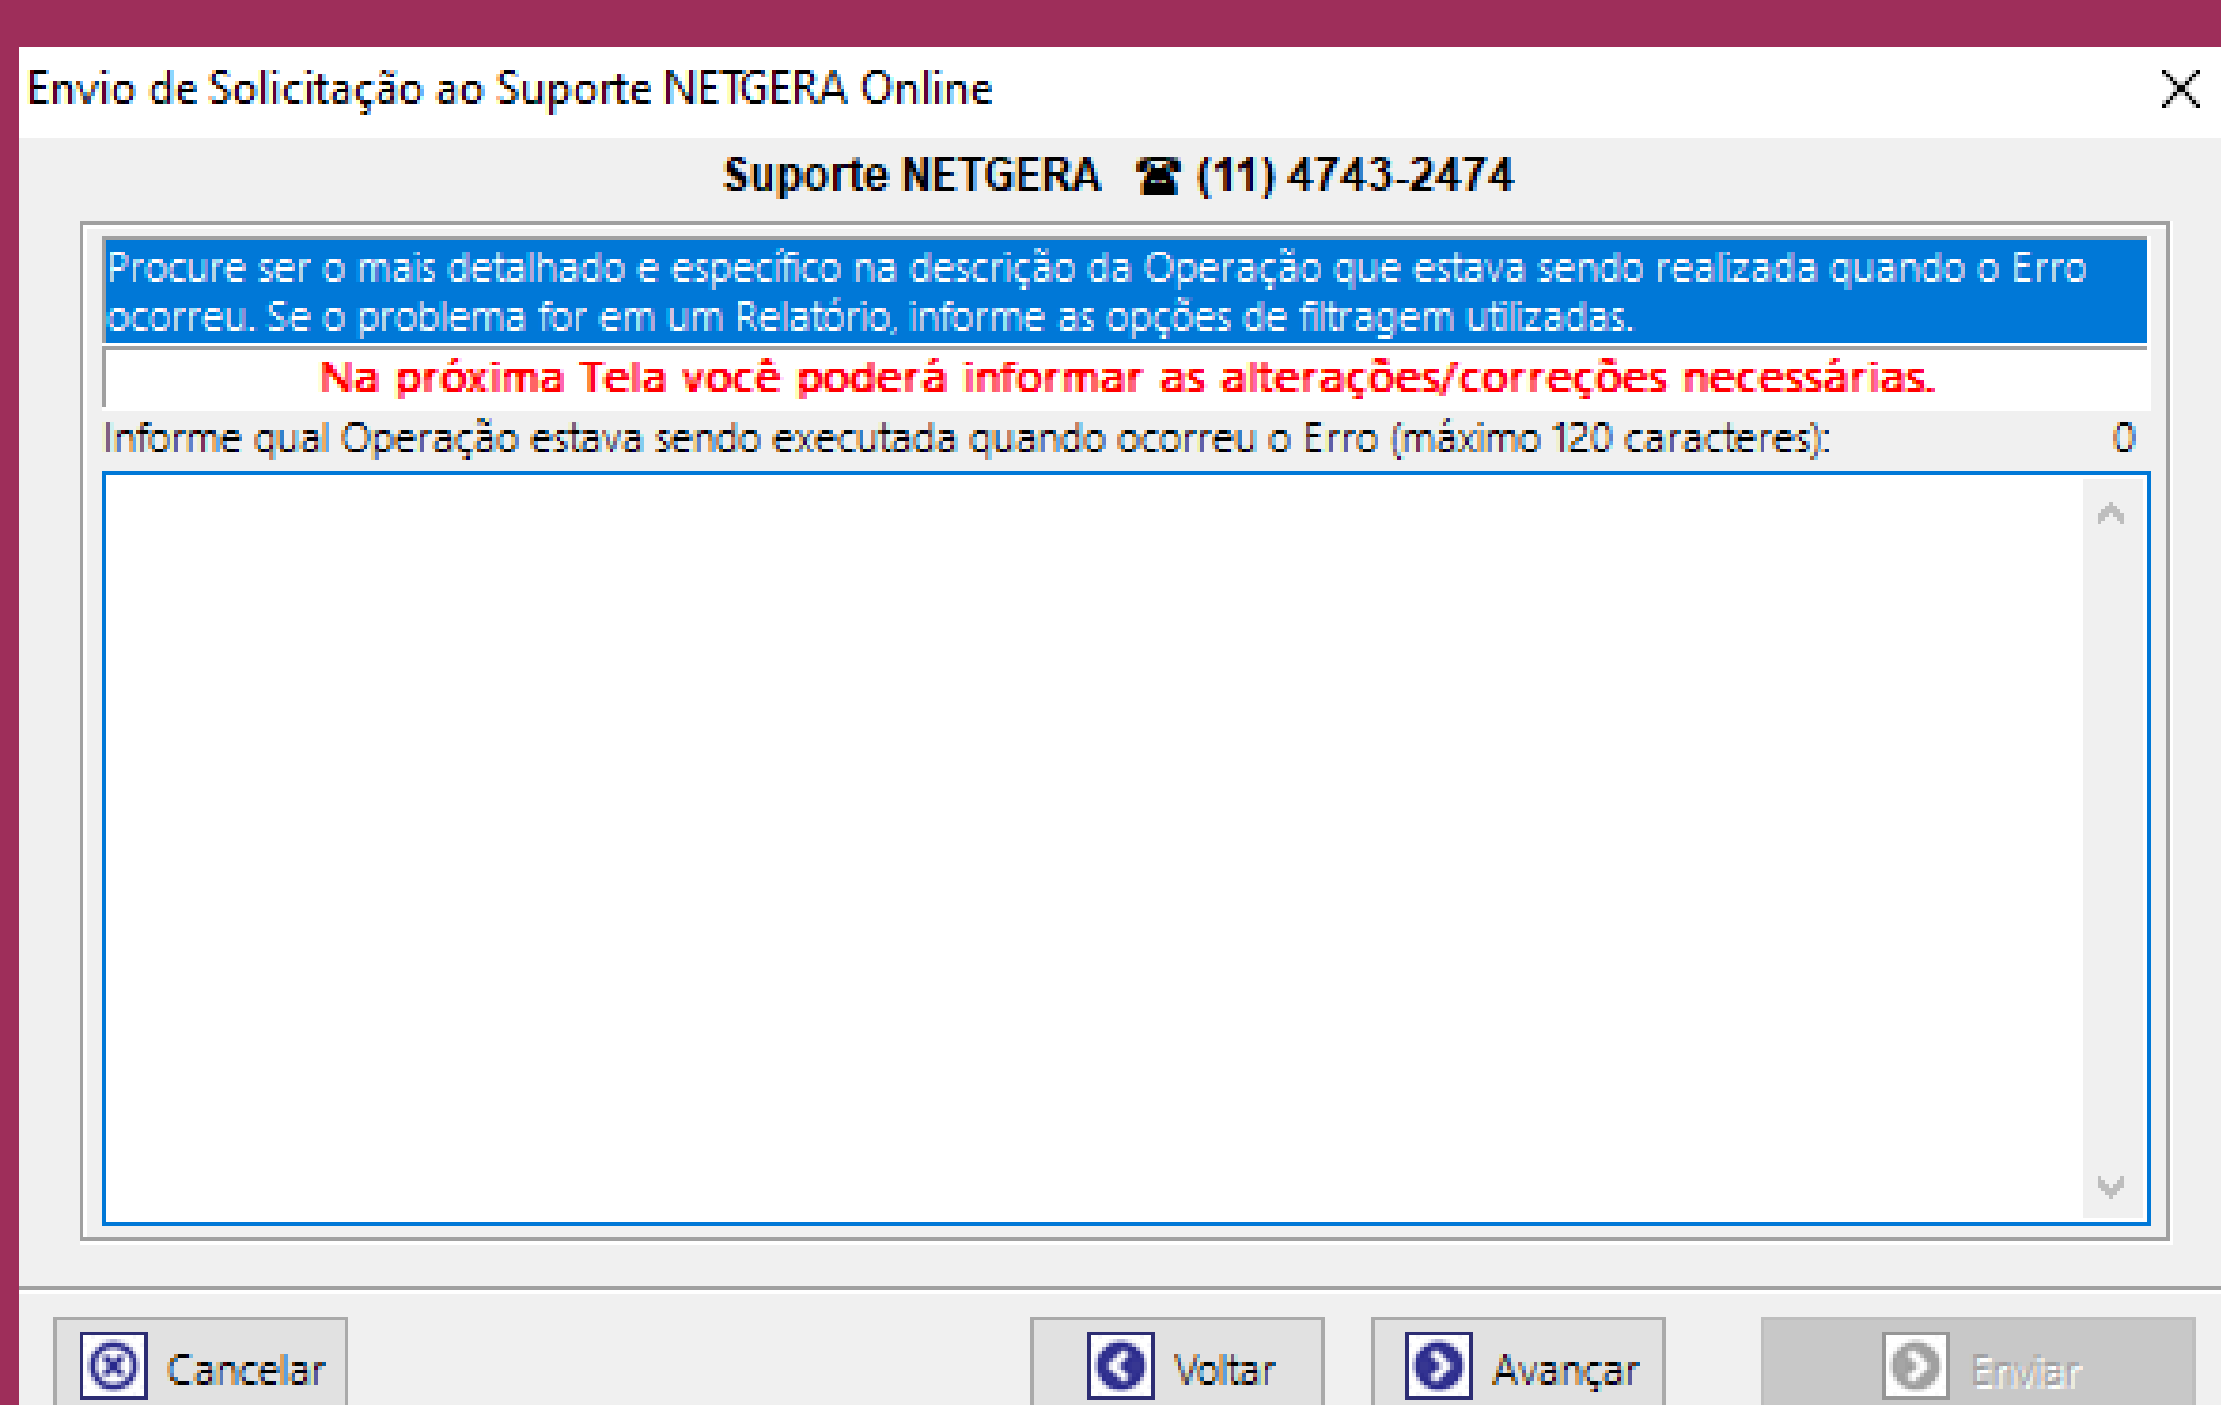 Envio de Solicitação ao Suporte NETGERA Online
Suporte NETGERA ☎ (11) 4743-2474
Procure ser o mais detalhado e específico na descrição da Operação que estava sendo realizada quando o Erro
ocorreu. Se o problema for em um Relatório, informe as opções de filtragem utilizadas.
Na próxima Tela você poderá informar as alterações/correções necessárias.
Informe qual Operação estava sendo executada quando ocorreu o Erro (máximo 120 caracteres): 0
Cancelar Voltar Avançar Enviar